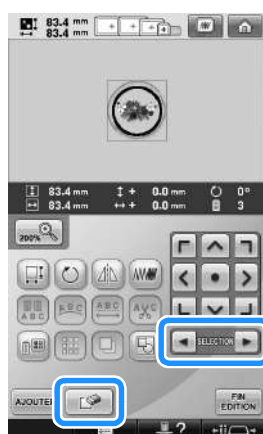 83.4 mm
83.4 mm
83.4 mm 0.0 mm 0°
83.4 mm 0.0 mm 3
200%
ABC ABC ABC
SELECTION
AJOUTER
FIN
EDITION